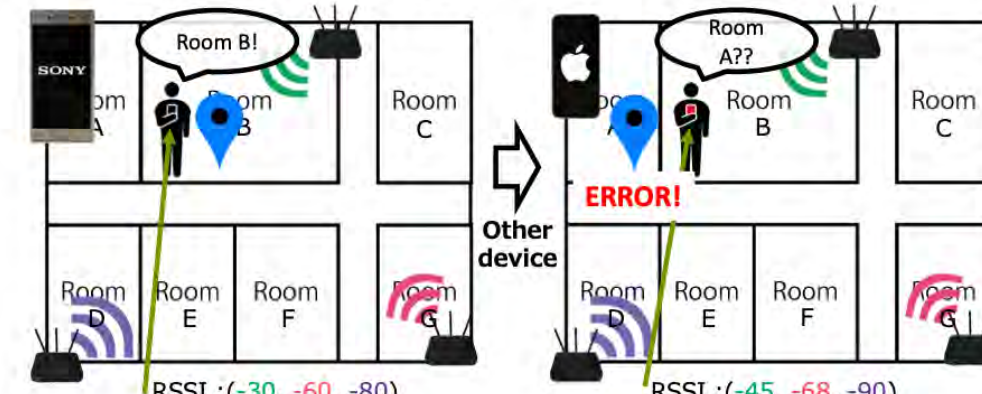 SONY
Room B!
Room
A
Room
B
Room
C
Room
D
Room
E
Room
F
Room
G
RSSI :(-30, -60, -80)
Other
device
Room
A??
Room
B
Room
C
ERROR!
Room
D
Room
E
Room
F
Room
G
RSSI :(-45, -68, -90)